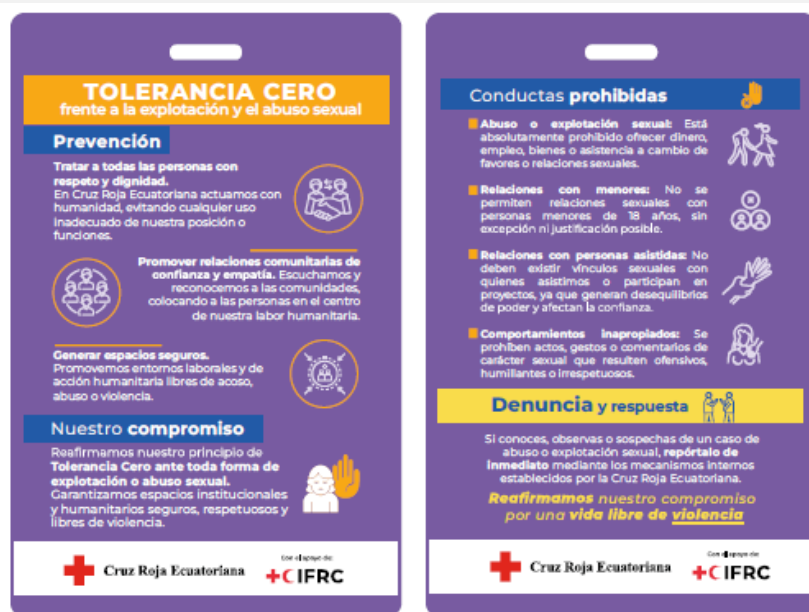 TOLERANCIA CERO
frente a la explotación y el abuso sexual
Prevención
Tratar a todas las personas con
respeto y dignidad.
En Cruz Roja Ecuatoriana actuamos con
humanidad, evitando cualquier uso
inadecuado de nuestra posición o
funciones.
Promover relaciones comunitarias de
confianza y empatía. Escuchamos y
reconocemos a las comunidades,
colocando a las personas en el centro
de nuestra labor humanitaria.
Generar espacios seguros.
Promovemos entornos laborales y de
acción humanitaria libres de acoso,
abuso o violencia.
Nuestro compromiso
Reafirmamos nuestro principio de
Tolerancia Cero ante toda forma de
explotación o abuso sexual.
Garantizamos espacios institucionales
y humanitarios seguros, respetuosos y
libres de violencia.
Cruz Roja Ecuatoriana
Con el apoyo de:
IFRC
Conductas prohibidas
Abuso o explotación sexual: Está
absolutamente prohibido ofrecer dinero,
empleo, bienes o asistencia a cambio de
favores o relaciones sexuales.
Relaciones con menores: No se
permiten relaciones sexuales con
personas menores de 18 años, sin
excepción ni justificación posible.
Relaciones con personas asistidas: No
deben existir vínculos sexuales con
quienes asistimos o participan en
proyectos, ya que generan desequilibrios
de poder y afectan la confianza.
Comportamientos inapropiados: Se
prohíben actos, gestos o comentarios de
carácter sexual que resulten ofensivos,
humillantes o irrespetuosos.
Denuncia y respuesta
Si conoces, observas o sospechas de un caso de
abuso o explotación sexual, repórtalo de
inmediato mediante los mecanismos internos
establecidos por la Cruz Roja Ecuatoriana.
Reafirmamos nuestro compromiso
por una vida libre de violencia
Cruz Roja Ecuatoriana
Con el apoyo de:
IFRC